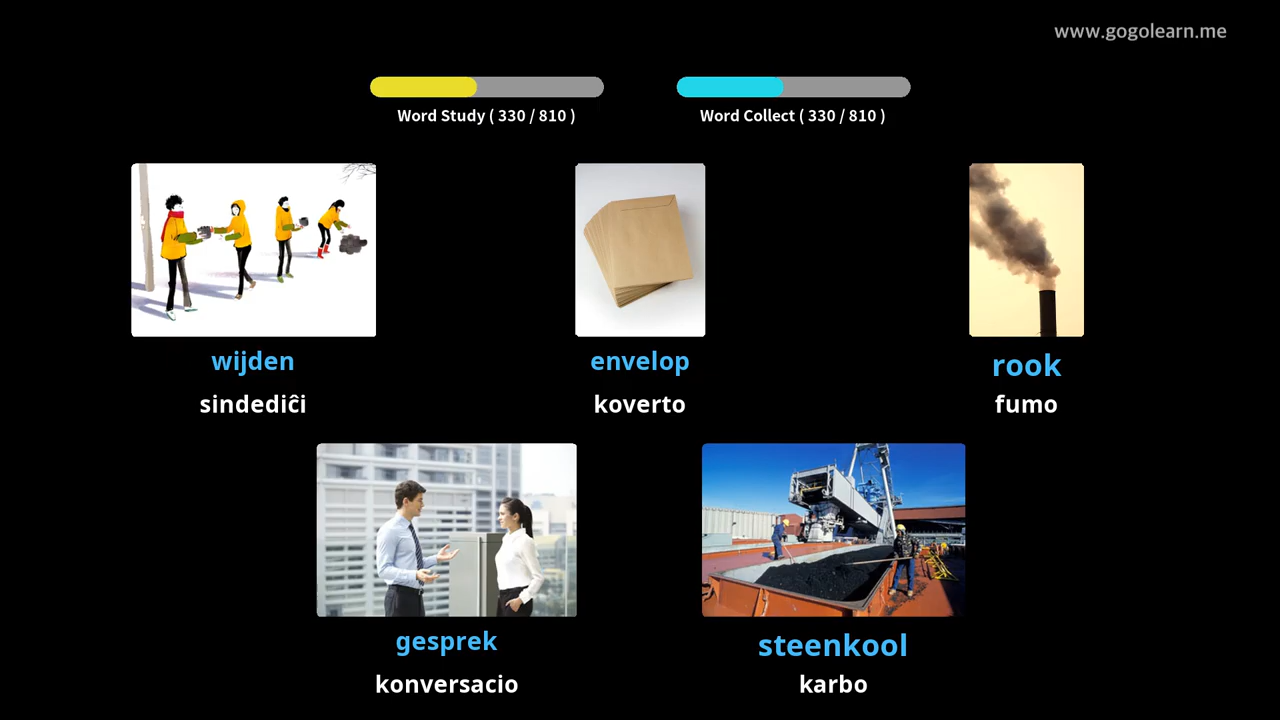 www.gogolearn.me
Word Study ( 330 / 810 )
Word Collect ( 330 / 810 )
wijden
envelop
rook
sindediĉi
koverto
fumo
gesprek
steenkool
konversacio
karbo